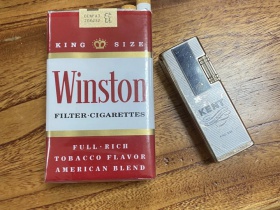 KING SIZE
Winston
FILTER·CIGARETTES
FULL·RICH
TOBACCO FLAVOR
AMERICAN BLEND
KENT